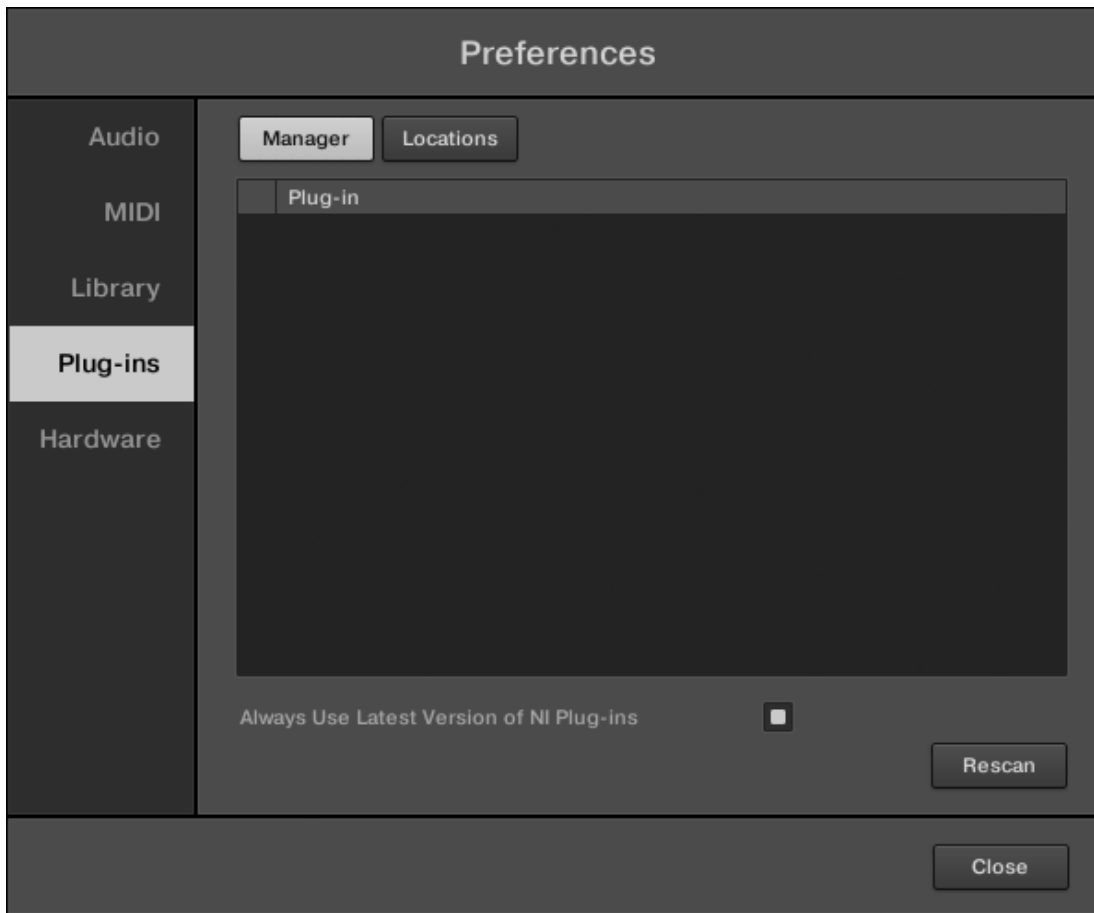 Preferences
Audio
MIDI
Library
Plug-ins
Hardware
Manager
Locations
Plug-in
Always Use Latest Version of NI Plug-ins
Rescan
Close